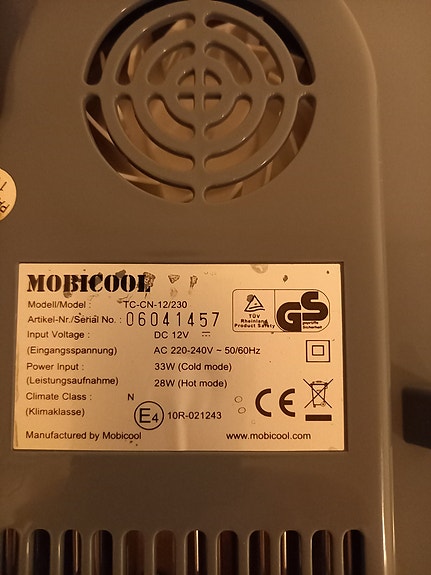 MOBICOOL
Modell/Model : TC-CN-12/230
Artikel-Nr./Serial No. : 06041457
Input Voltage : DC 12V ⎓
(Eingangsspannung) AC 220-240V ~ 50/60Hz
Power Input : 33W (Cold mode)
(Leistungsaufnahme) 28W (Hot mode)
Climate Class : N
(Klimaklasse) E4 10R-021243
Manufactured by Mobicool www.mobicool.com
TÜV
Rheinland
Product Safety
GS
geprüfte
Sicherheit
CE